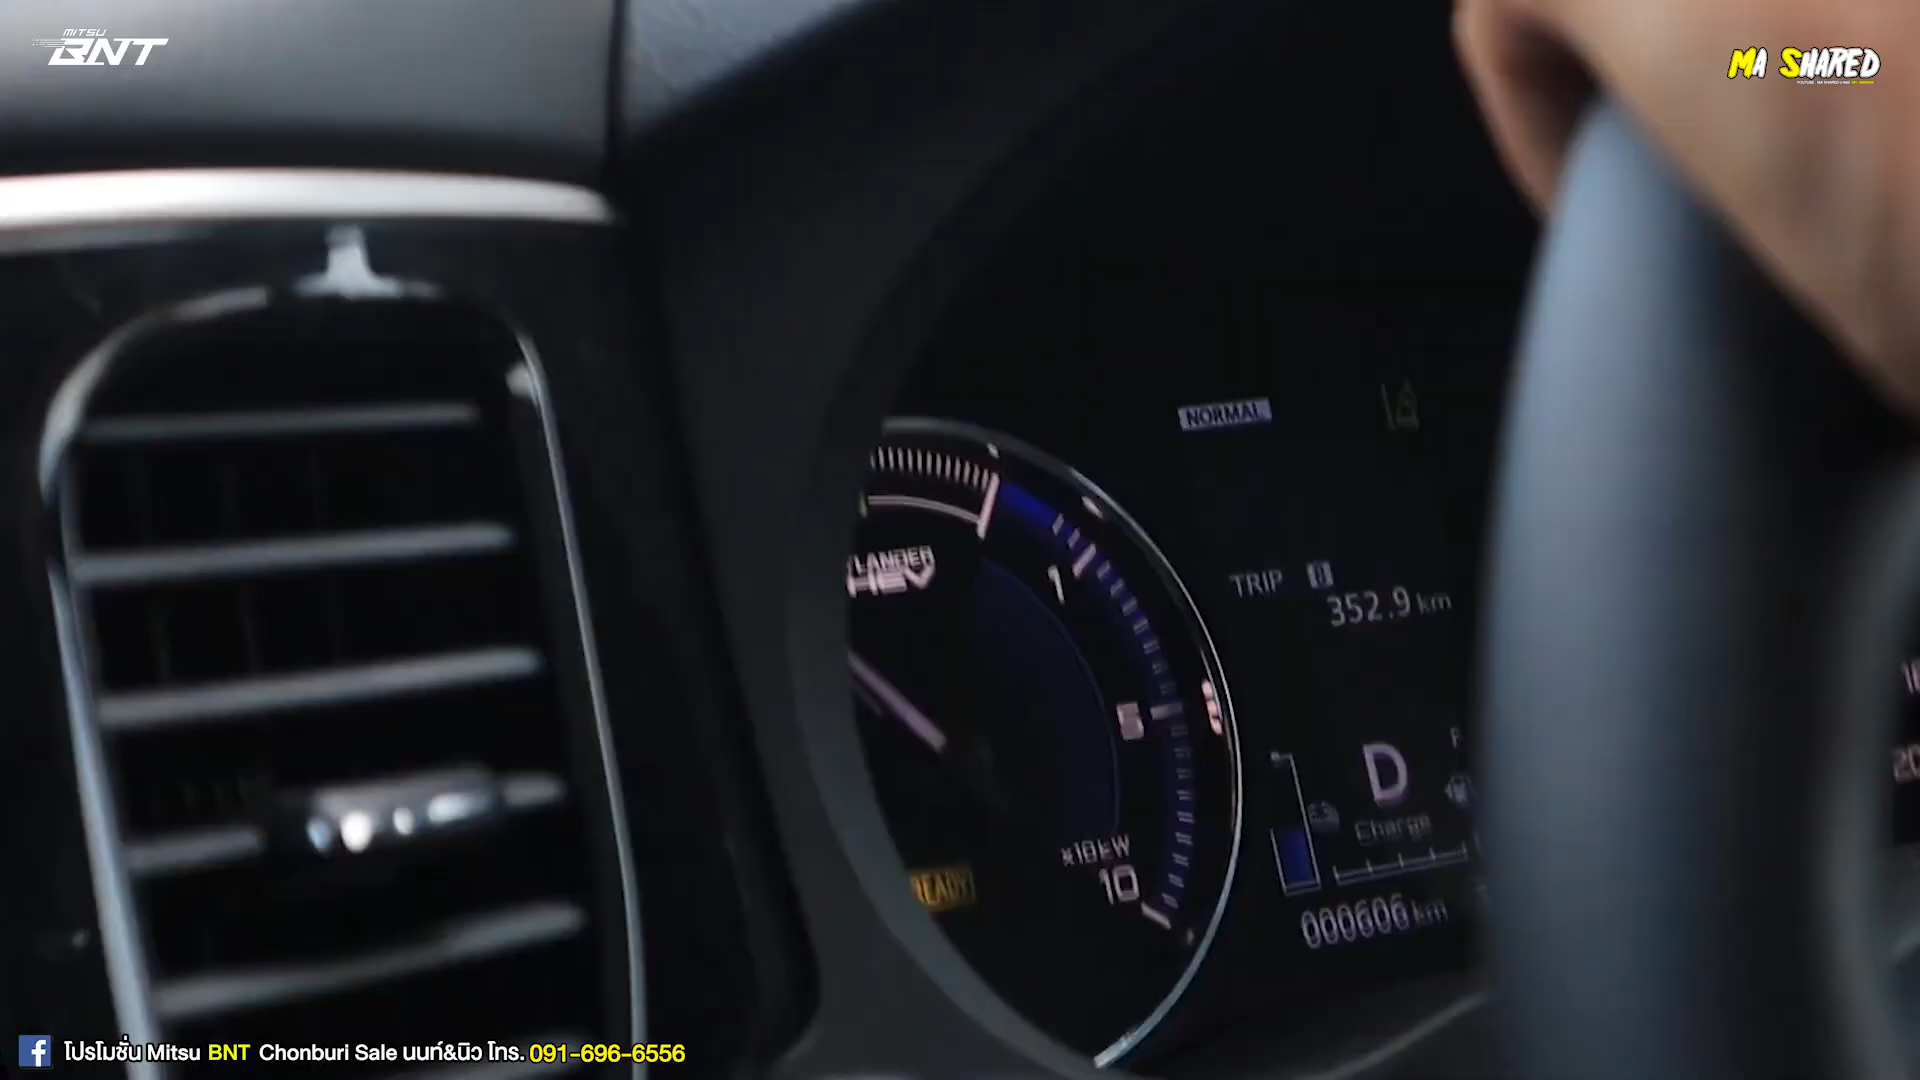 MITSU
BNT
MA SHARED
NORMAL
TLANDER
HEV
1
TRIP B
352.9 km
5
D
F
Charge
x10kW
10
READY
000606 km
โปรโมชั่น Mitsu BNT Chonburi Sale นนท์&นิว โทร. 091-696-6556